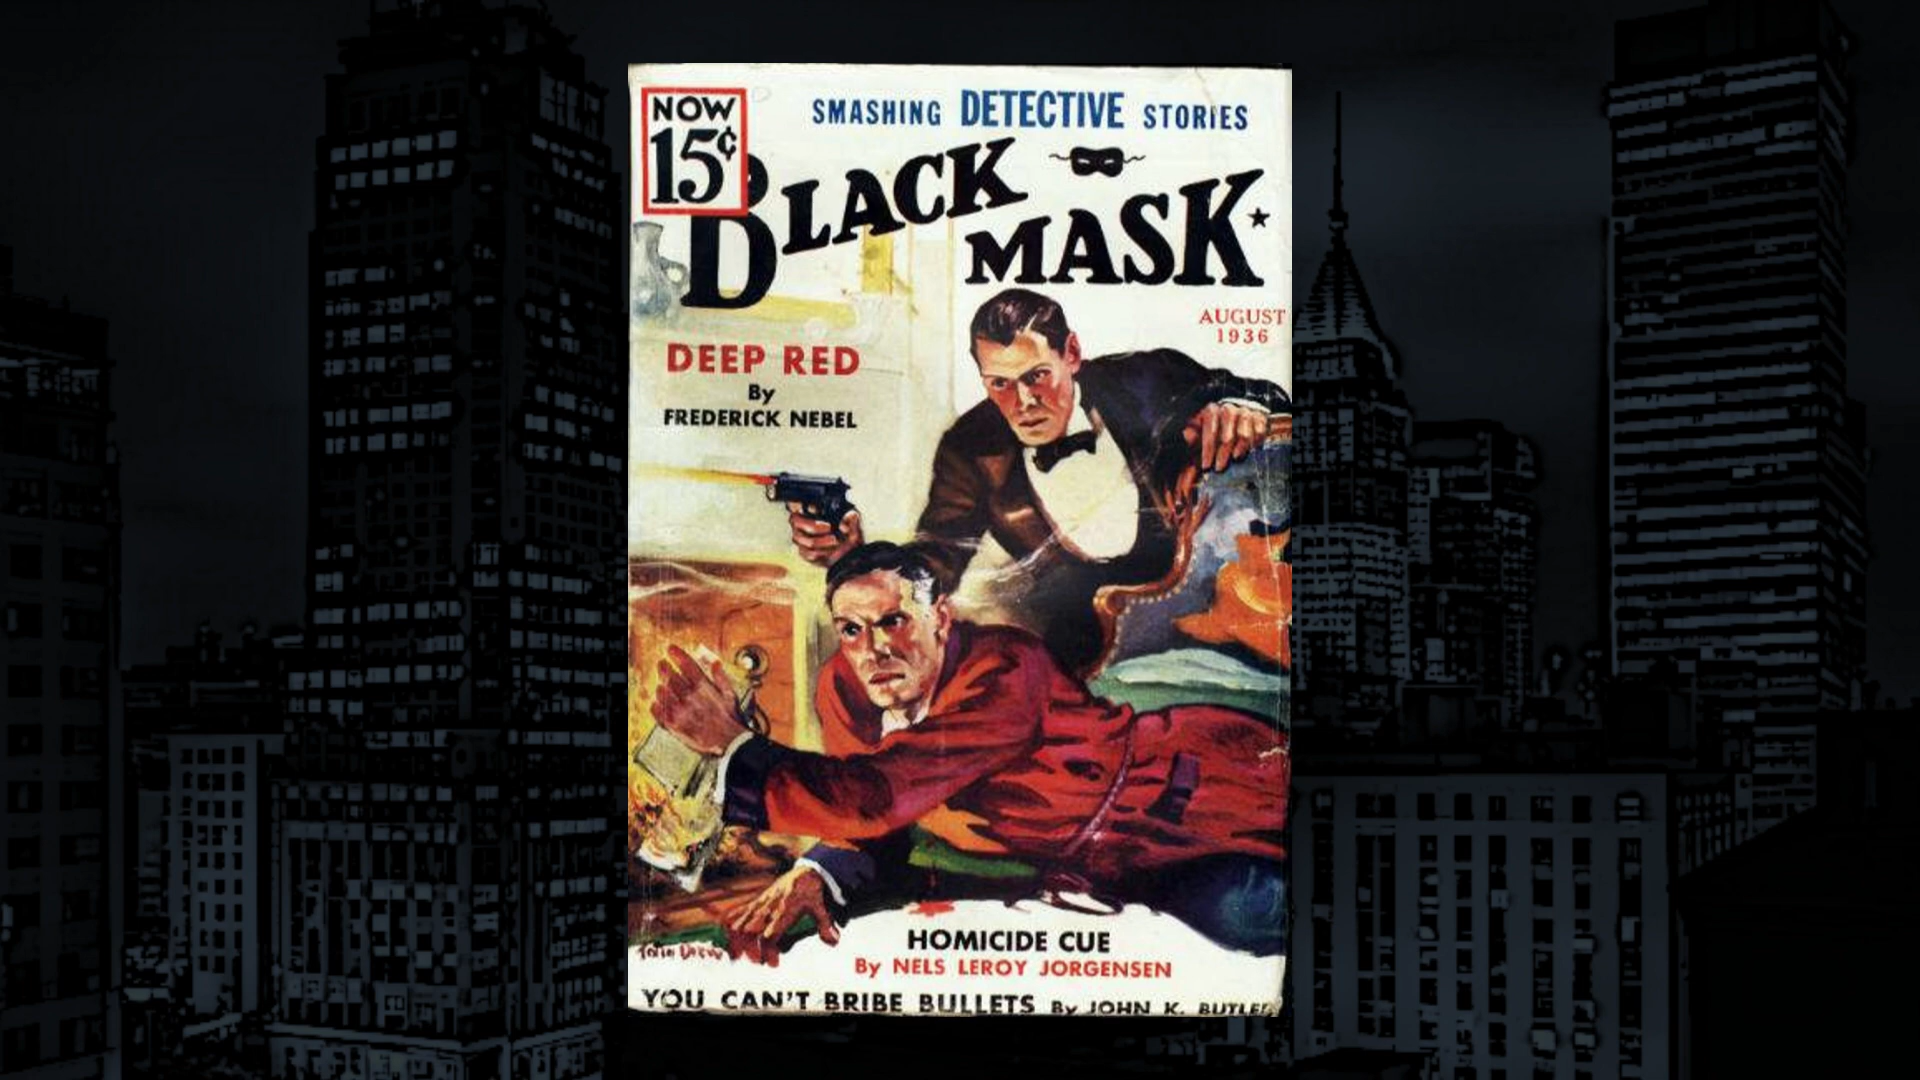 NOW
15¢
SMASHING DETECTIVE STORIES
BLACK
MASK
AUGUST
1936
DEEP RED
By
FREDERICK NEBEL
HOMICIDE CUE
By NELS LEROY JORGENSEN
YOU CAN'T BRIBE BULLETS By JOHN K. BUTLER